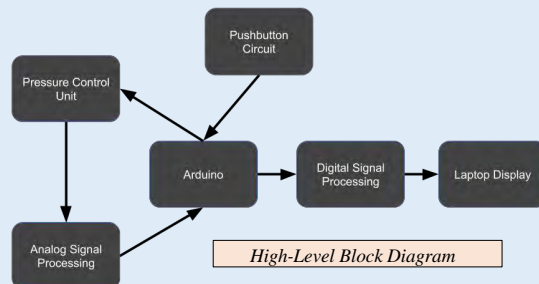 Pushbutton
Circuit
Pressure Control
Unit
Arduino
Digital Signal
Processing
Laptop Display
Analog Signal
Processing
High-Level Block Diagram